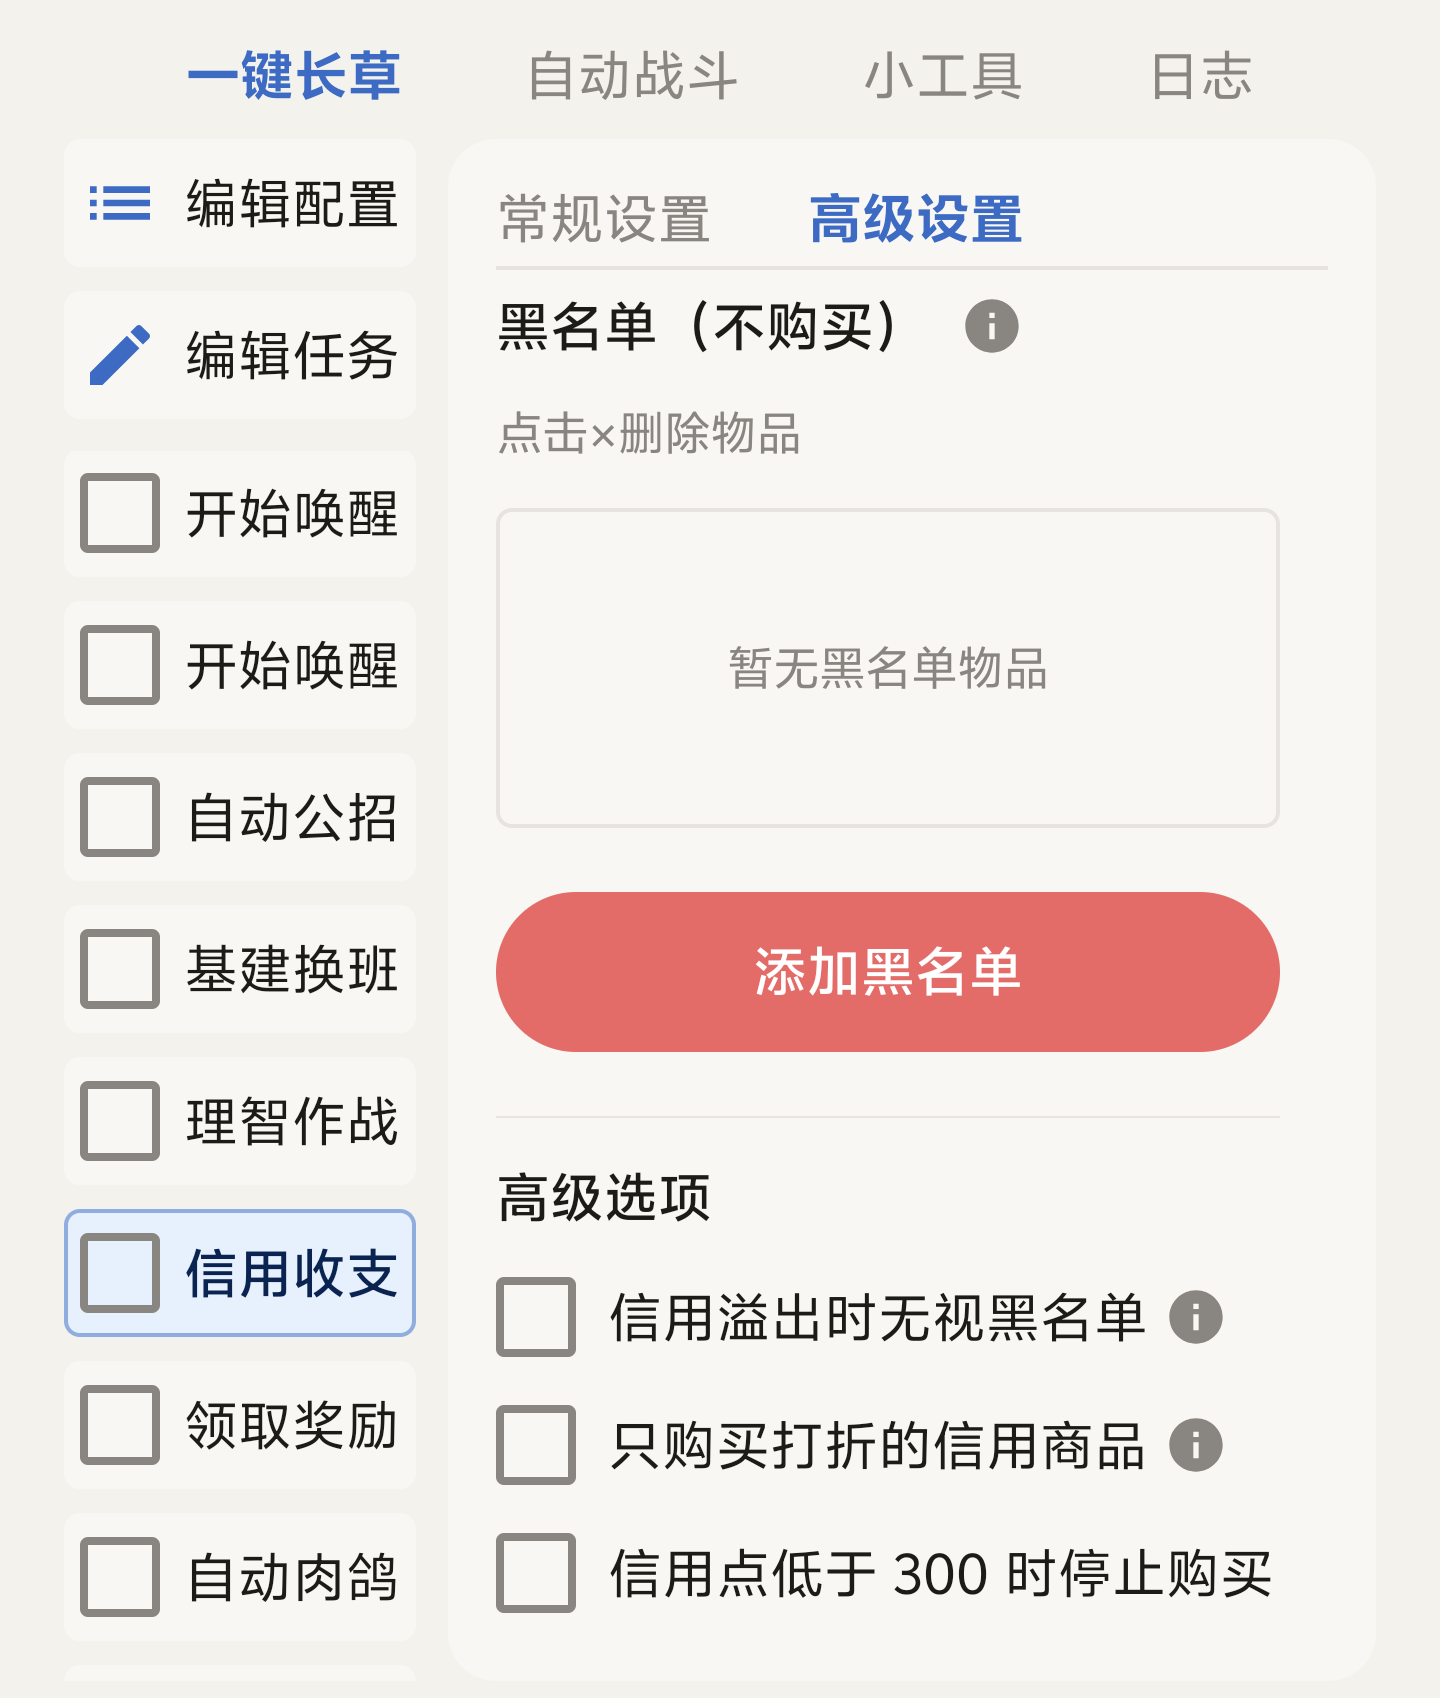 一键长草 自动战斗 小工具 日志
编辑配置
编辑任务
开始唤醒
开始唤醒
自动公招
基建换班
理智作战
信用收支
领取奖励
自动肉鸽
常规设置 高级设置
黑名单（不购买）
点击×删除物品
暂无黑名单物品
添加黑名单
高级选项
信用溢出时无视黑名单
只购买打折的信用商品
信用点低于 300 时停止购买